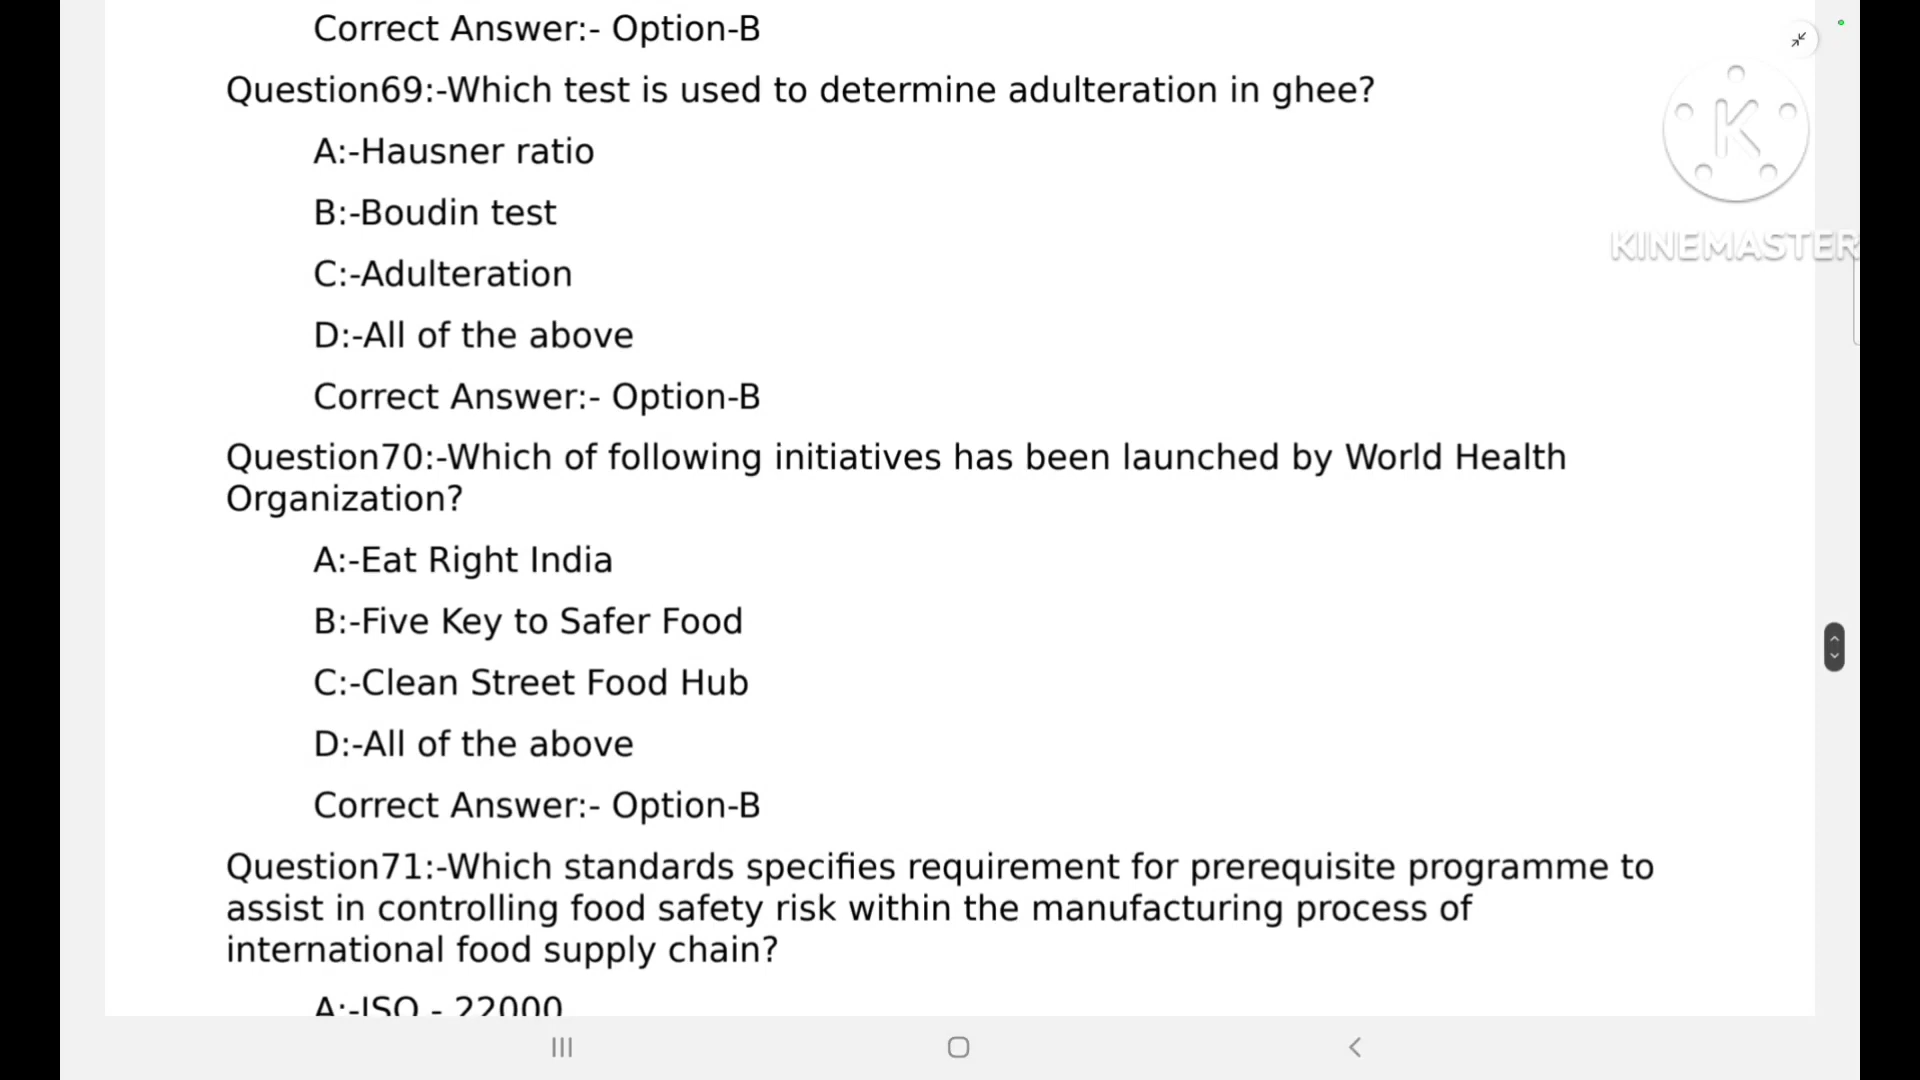 Correct Answer:- Option-B
Question69:-Which test is used to determine adulteration in ghee?
A:-Hausner ratio
B:-Boudin test
C:-Adulteration
D:-All of the above
Correct Answer:- Option-B
Question70:-Which of following initiatives has been launched by World Health
Organization?
A:-Eat Right India
B:-Five Key to Safer Food
C:-Clean Street Food Hub
D:-All of the above
Correct Answer:- Option-B
Question71:-Which standards specifies requirement for prerequisite programme to
assist in controlling food safety risk within the manufacturing process of
international food supply chain?
A:-ISO - 22000
K
KINEMASTER